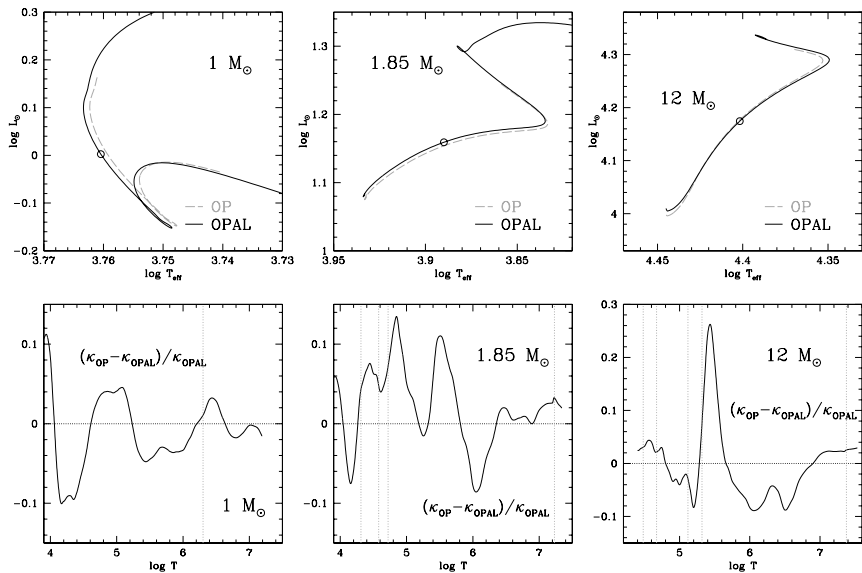 0.3
0.2
0.1
0
-0.1
-0.2
log L⊙
1 M⊙
OP
OPAL
3.77
3.76
3.75
3.74
3.73
log Teff
1.3
1.2
1.1
1
log L⊙
1.85 M⊙
OP
OPAL
3.95
3.9
3.85
log Teff
4.3
4.2
4.1
4
log L⊙
12 M⊙
OP
OPAL
4.45
4.4
4.35
log Teff
0.1
0
-0.1
(κOP−κOPAL)/κOPAL
1 M⊙
4
5
6
7
log T
0.1
0
-0.1
1.85 M⊙
(κOP−κOPAL)/κOPAL
4
5
6
7
log T
0.3
0.2
0.1
0
-0.1
12 M⊙
(κOP−κOPAL)/κOPAL
5
6
7
log T